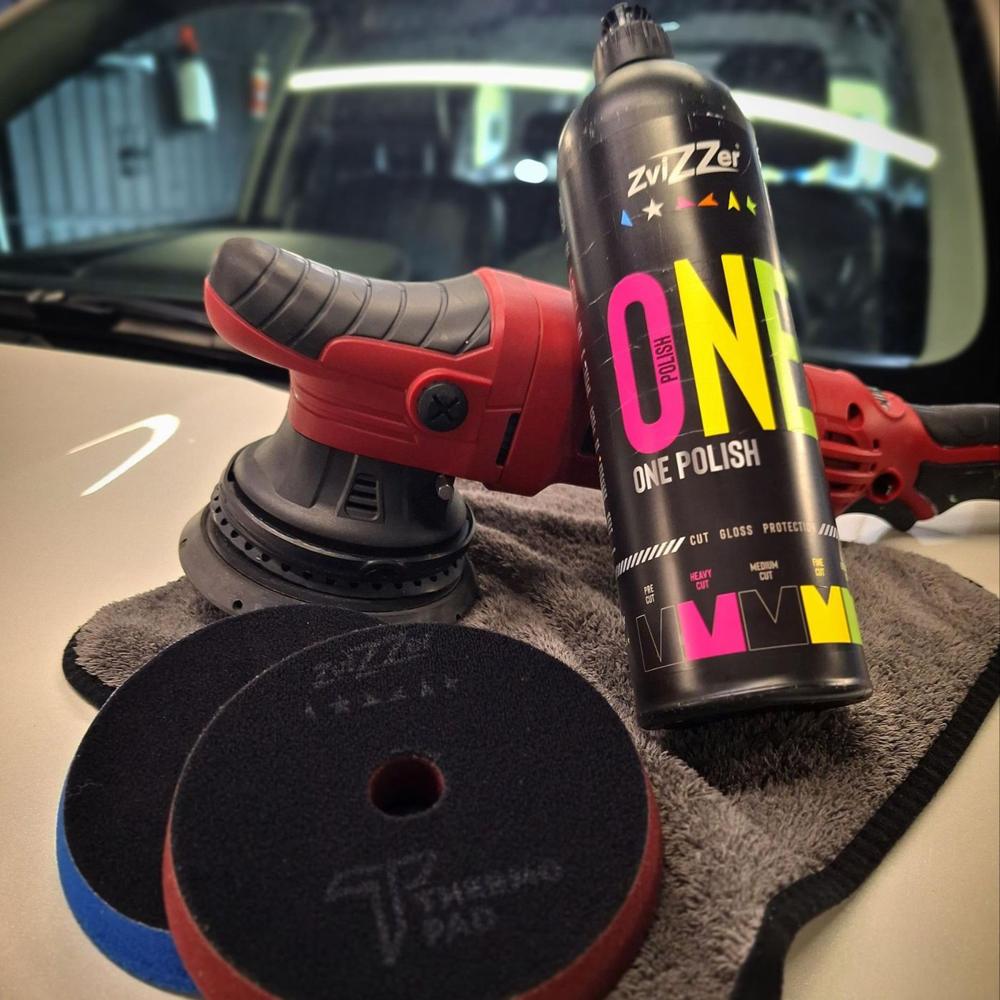 ZviZZer
ONE
POLISH
ONE POLISH
CUT GLOSS PROTECTION
PRE CUT
HEAVY CUT
MEDIUM CUT
FINE CUT
ZviZZer
THERMO
PAD